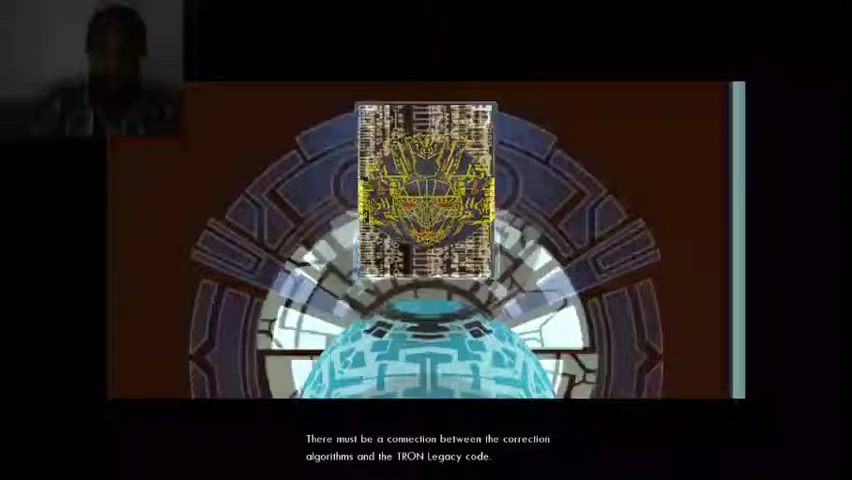 There must be a connection between the correction
algorithms and the TRON Legacy code.